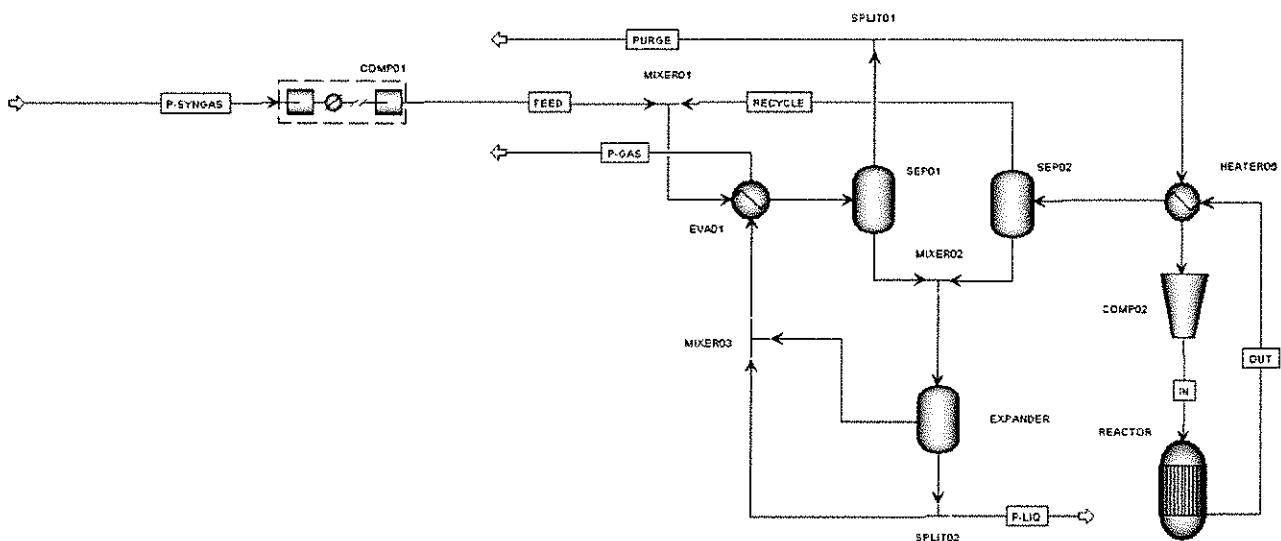 SPLIT01
PURGE
COMP01
MIXER01
P-SYNGAS
FEED
RECYCLE
P-GAS
SEP01
SEP02
HEATER05
EVA01
MIXER02
COMP02
MIXER03
OUT
IN
EXPANDER
REACTOR
P-LIQ
SPLIT02